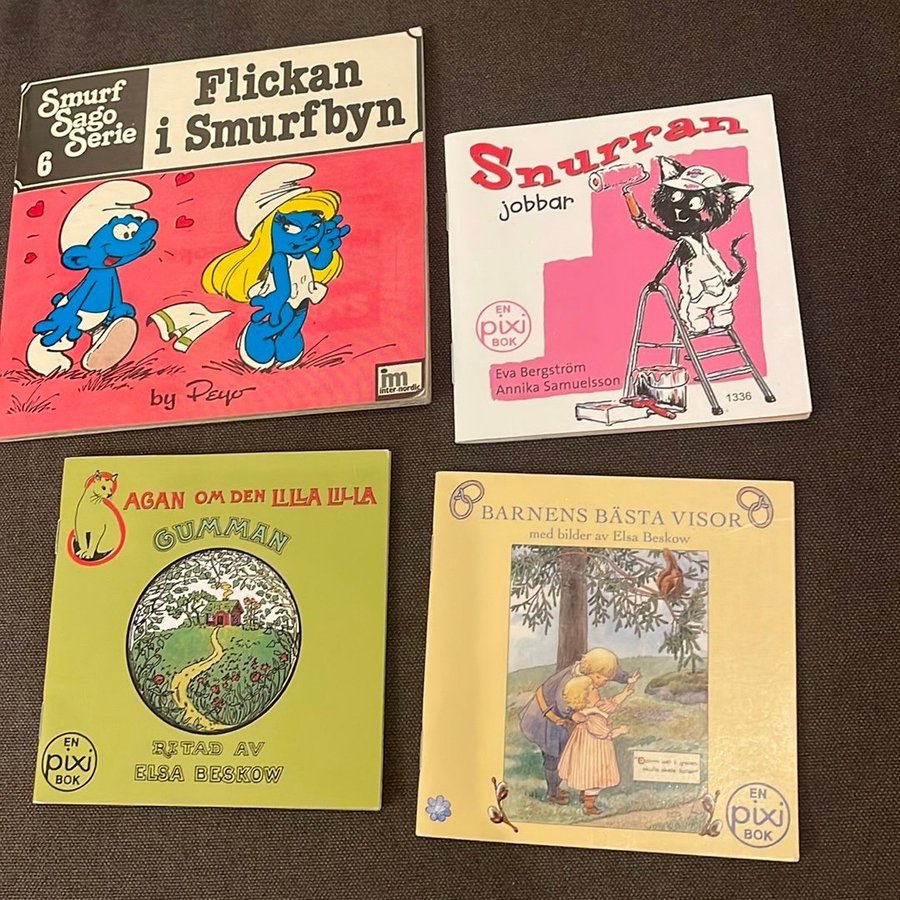 Smurf
Sago
Serie
6
Flickan
i Smurfbyn
by Peyo
im
inter-nordic
Snurran
jobbar
EN
pixi
BOK
Eva Bergström
Annika Samuelsson
1336
SAGAN OM DEN LILLA LILLA
GUMMAN
RITAD AV
ELSA BESKOW
EN
pixi
BOK
BARNENS BÄSTA VISOR
med bilder av Elsa Beskow
EN
pixi
BOK